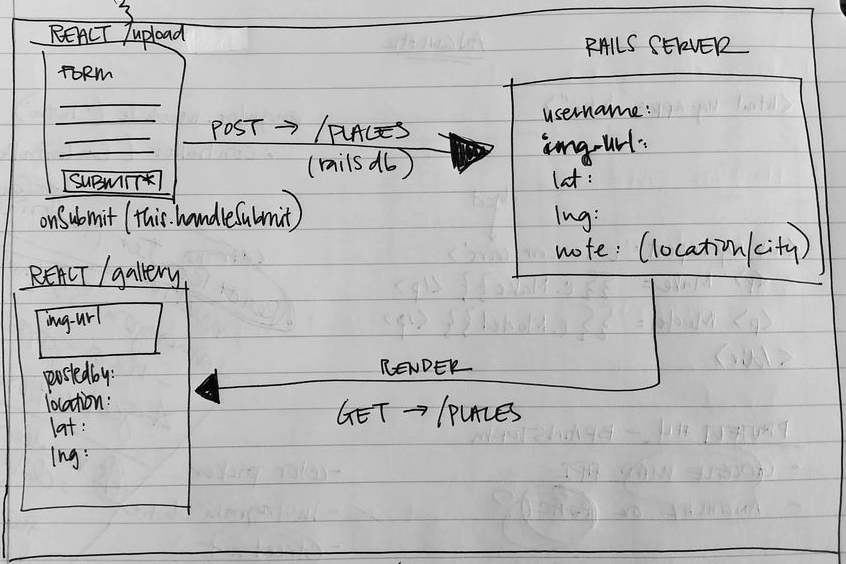 REACT /upload
FORM
SUBMIT*
onSubmit (this.handleSubmit)
POST → /PLACES
(rails db)
RAILS SERVER
username:
img-url:
lat:
lng:
note: (location/city)
REACT /gallery
img-url
postedby:
location:
lat:
lng:
RENDER
GET → /PLACES